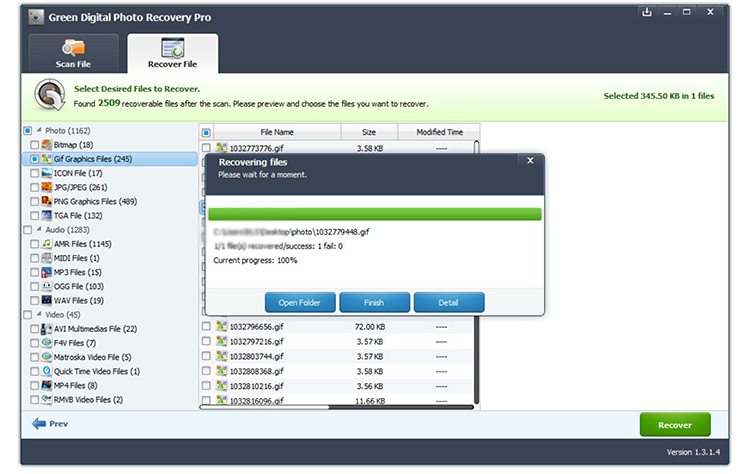 Green Digital Photo Recovery Pro
Scan File
Recover File
Select Desired Files to Recover.
Found 2509 recoverable files after the scan. Please preview and choose the files you want to recover.
Selected 345.50 KB in 1 files
Photo (1162)
Bitmap (18)
Gif Graphics Files (245)
ICON File (17)
JPG/JPEG (261)
PNG Graphics Files (489)
TGA File (132)
Audio (1283)
AMR Files (1145)
MIDI Files (1)
MP3 Files (15)
OGG File (103)
WAV Files (19)
Video (45)
AVI Multimedias File (22)
F4V Files (7)
Matroska Video File (5)
Quick Time Video Files (1)
MP4 Files (8)
RMVB Video Files (2)
File Name Size Modified Time
1032773776.gif 3.58 KB ----
Recovering files X
Please wait for a moment.
\photo\1032779448.gif
1/1 file(s) recovered/success: 1 fail: 0
Current progress: 100%
Open Folder Finish Detail
1032796656.gif 72.00 KB ----
1032797216.gif 3.57 KB ----
1032803744.gif 3.57 KB ----
1032808368.gif 3.58 KB ----
1032810216.gif 3.56 KB ----
1032816096.gif 11.66 KB ----
Prev
Recover
Version 1.3.1.4